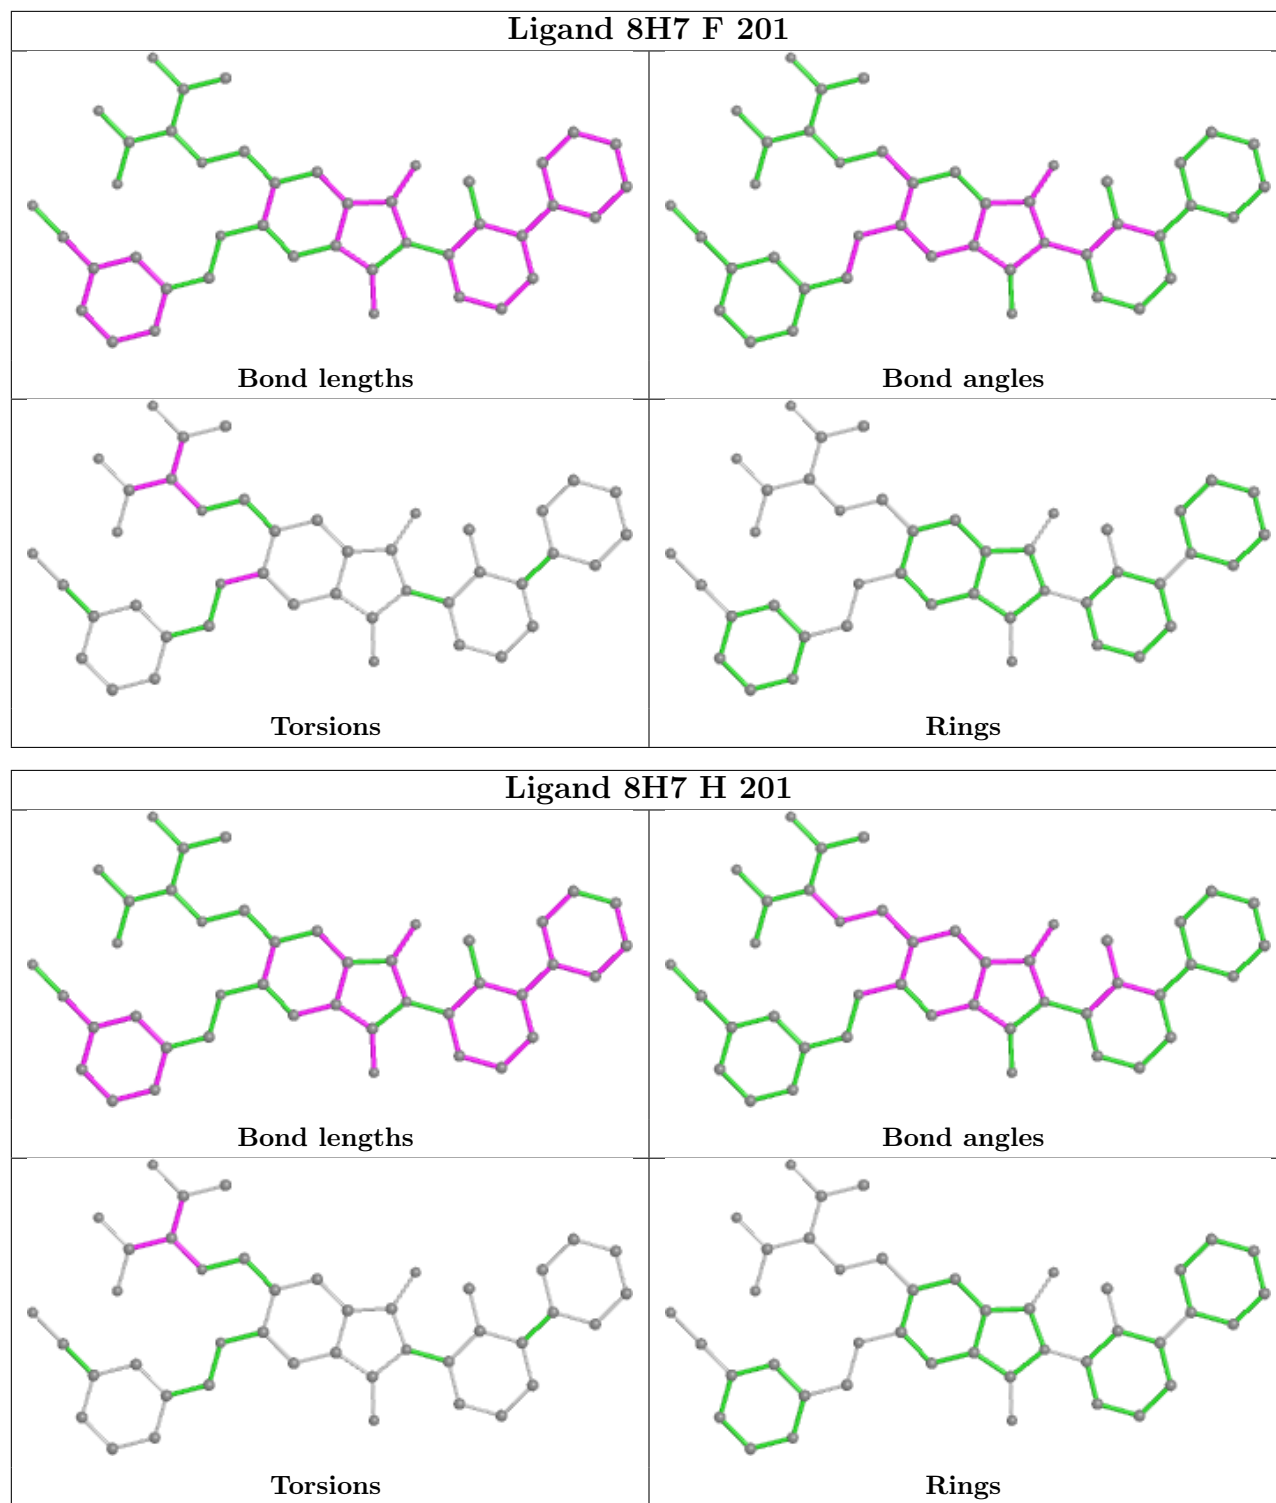 Ligand 8H7 F 201
Bond lengths
Bond angles
Torsions
Rings
Ligand 8H7 H 201
Bond lengths
Bond angles
Torsions
Rings